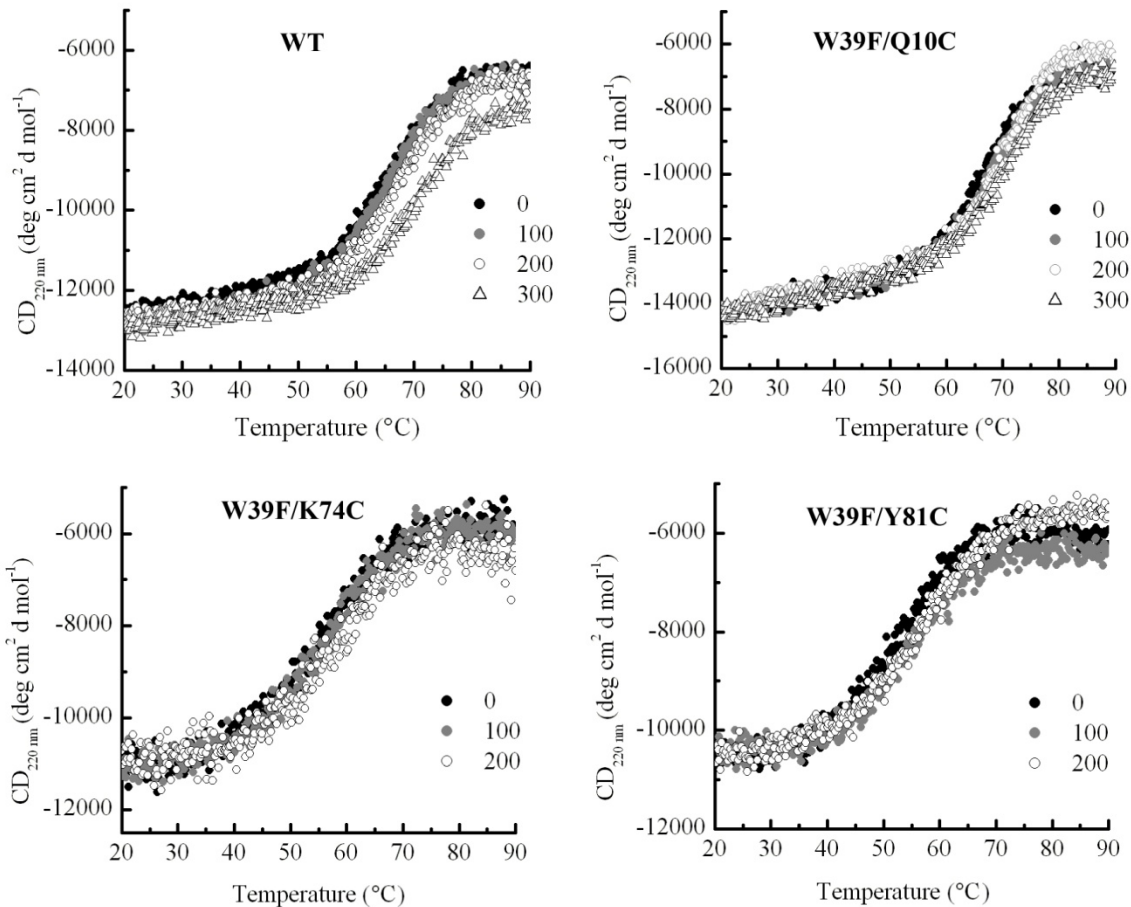 WT
CD220 nm (deg cm2 d mol-1)
-6000
-8000
-10000
-12000
-14000
0
100
200
300
20 30 40 50 60 70 80 90
Temperature (°C)
W39F/Q10C
CD220 nm (deg cm2 d mol-1)
-6000
-8000
-10000
-12000
-14000
-16000
0
100
200
300
20 30 40 50 60 70 80 90
Temperature (°C)
W39F/K74C
CD220 nm (deg cm2 d mol-1)
-6000
-8000
-10000
-12000
0
100
200
20 30 40 50 60 70 80 90
Temperature (°C)
W39F/Y81C
CD220 nm (deg cm2 d mol-1)
-6000
-8000
-10000
-12000
0
100
200
20 30 40 50 60 70 80 90
Temperature (°C)